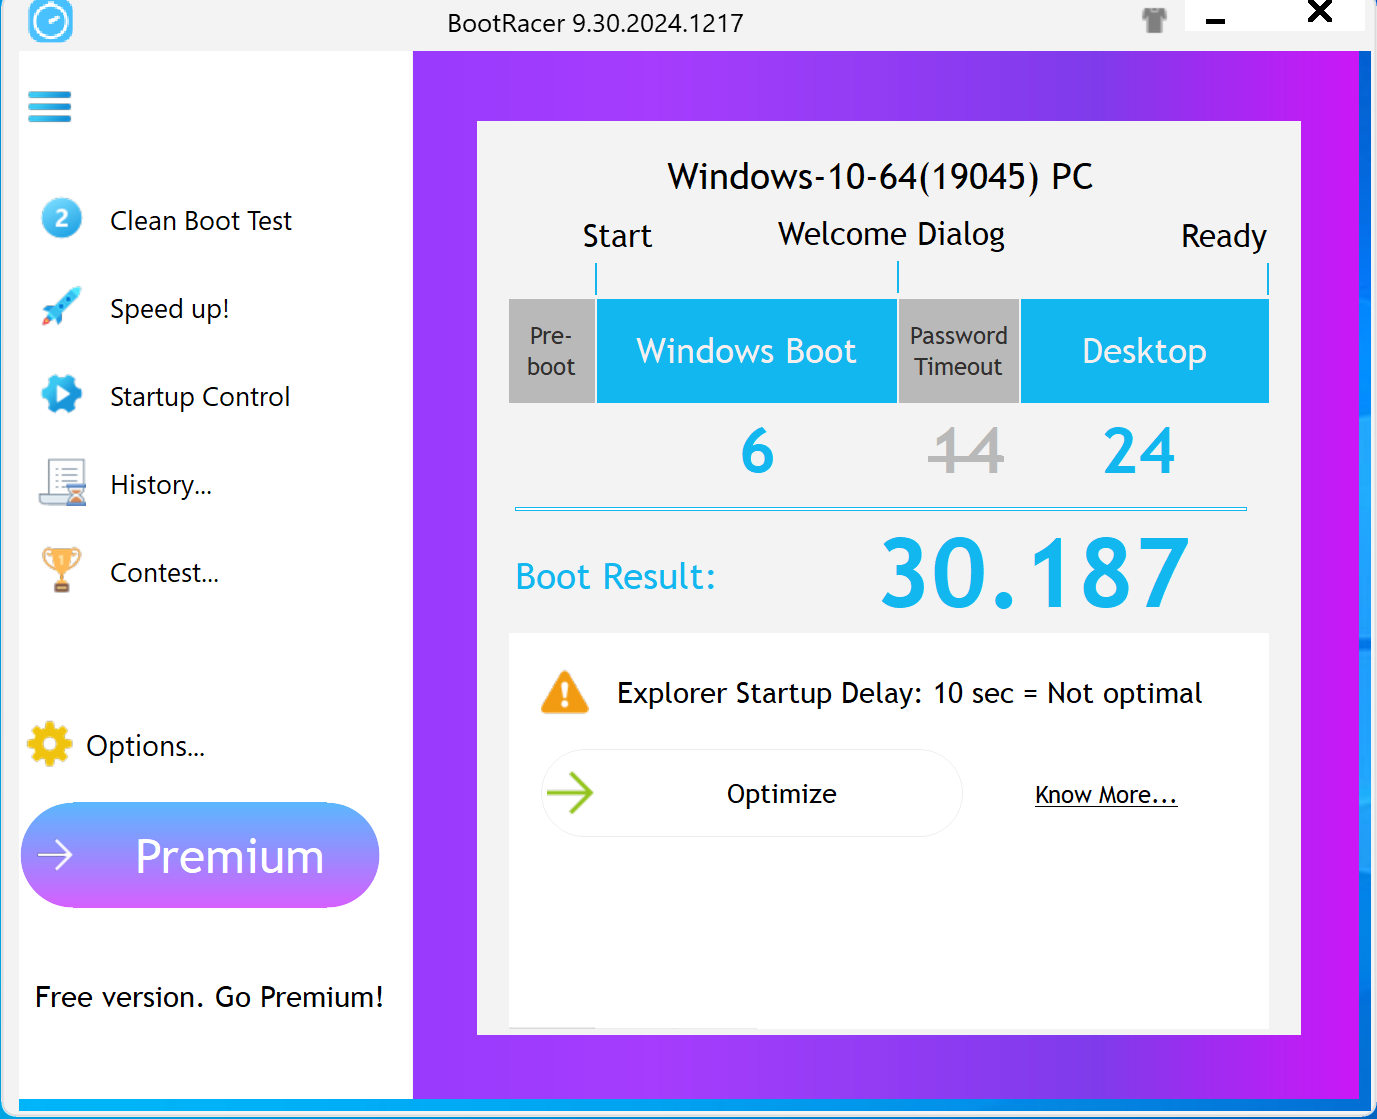 BootRacer 9.30.2024.1217
2 Clean Boot Test
Speed up!
Startup Control
History...
1
Contest...
Options...
Premium
Free version. Go Premium!
Windows-10-64(19045) PC
Start Welcome Dialog Ready
Pre-
boot
Windows Boot
Password
Timeout
Desktop
6 14 24
Boot Result: 30.187
Explorer Startup Delay: 10 sec = Not optimal
Optimize Know More...